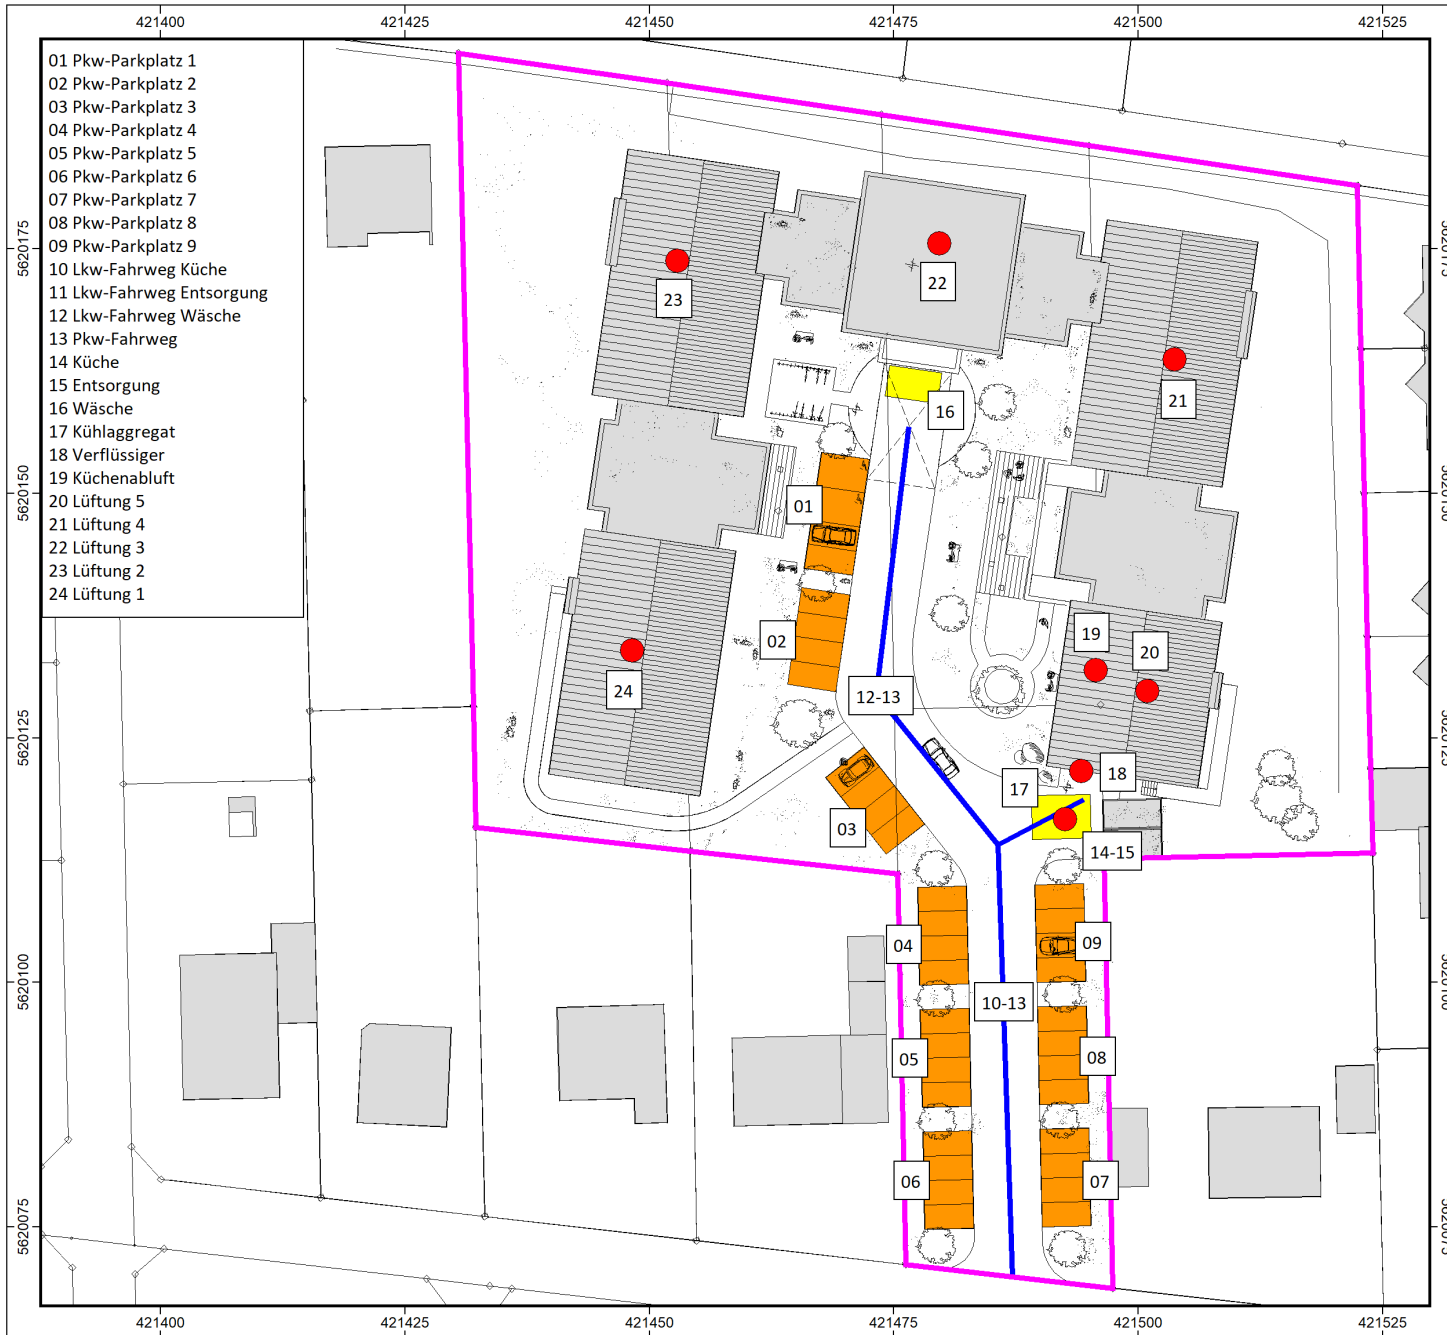 421400 421425 421450 421475 421500 421525
01 Pkw-Parkplatz 1
02 Pkw-Parkplatz 2
03 Pkw-Parkplatz 3
04 Pkw-Parkplatz 4
05 Pkw-Parkplatz 5
06 Pkw-Parkplatz 6
07 Pkw-Parkplatz 7
08 Pkw-Parkplatz 8
09 Pkw-Parkplatz 9
10 Lkw-Fahrweg Küche
11 Lkw-Fahrweg Entsorgung
12 Lkw-Fahrweg Wäsche
13 Pkw-Fahrweg
14 Küche
15 Entsorgung
16 Wäsche
17 Kühlaggregat
18 Verflüssiger
19 Küchenabluft
20 Lüftung 5
21 Lüftung 4
22 Lüftung 3
23 Lüftung 2
24 Lüftung 1
5620175
5620175
22
23
21
16
5620150
5620150
01
02
19
20
24
12-13
5620125
5620125
18
17
03
14-15
04
09
5620100
5620100
10-13
05
08
06
07
5620075
5620075
421400 421425 421450 421475 421500 421525